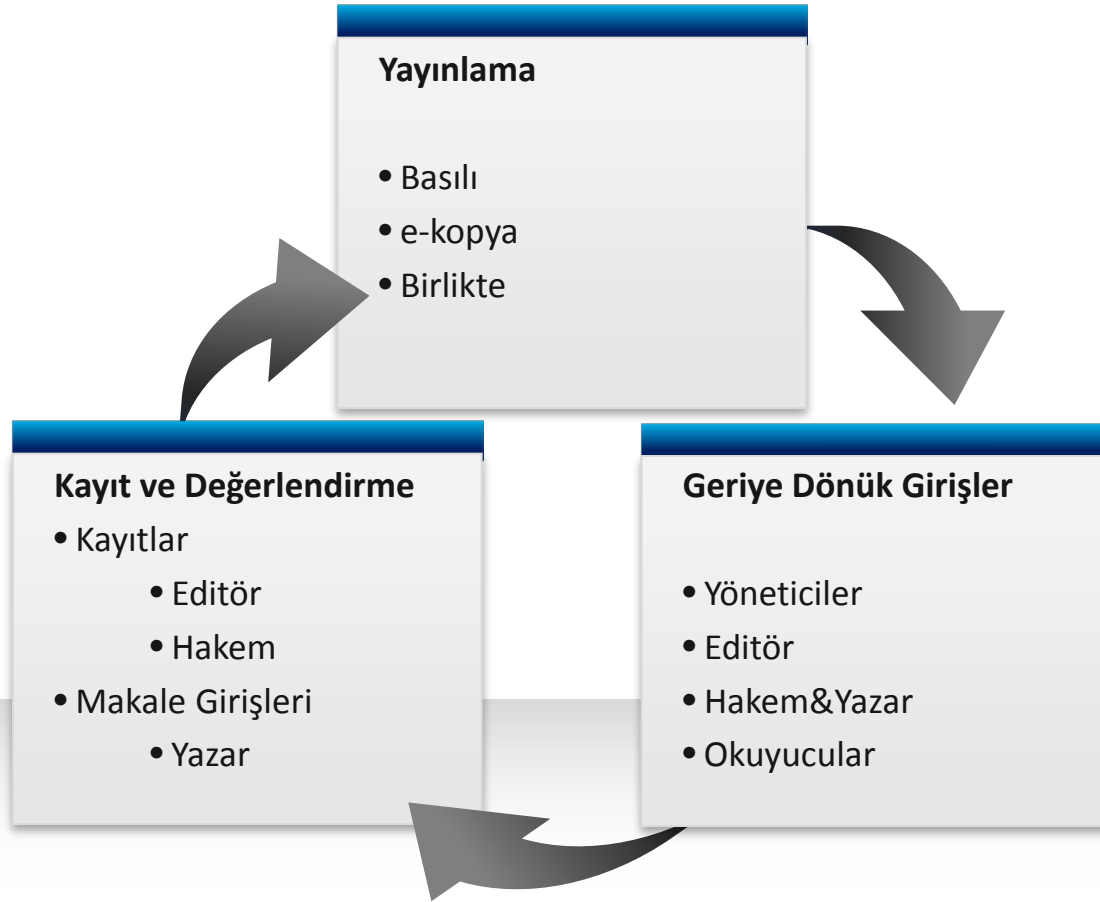 Yayınlama
• Basılı
• e-kopya
• Birlikte
Kayıt ve Değerlendirme
• Kayıtlar
• Editör
• Hakem
• Makale Girişleri
• Yazar
Geriye Dönük Girişler
• Yöneticiler
• Editör
• Hakem&Yazar
• Okuyucular